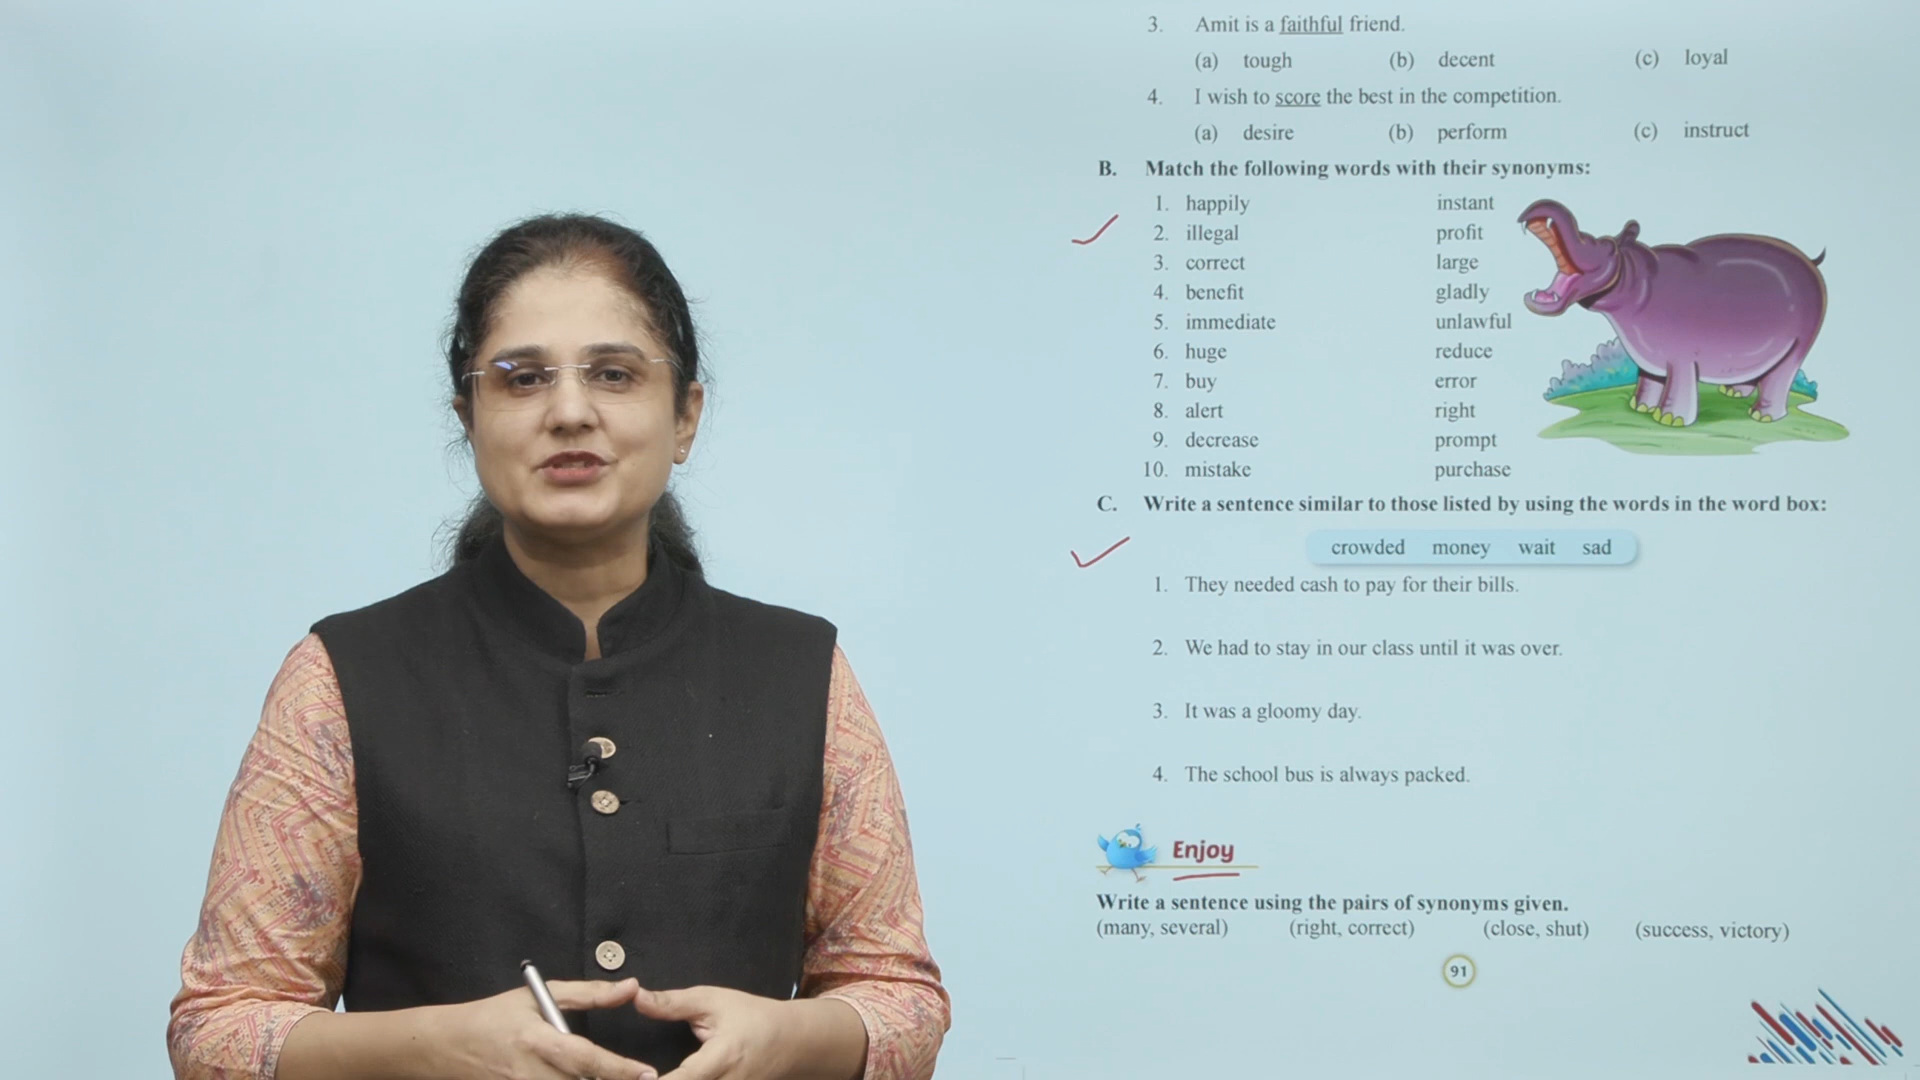 3. Amit is a faithful friend.
(a) tough (b) decent (c) loyal
4. I wish to score the best in the competition.
(a) desire (b) perform (c) instruct
B. Match the following words with their synonyms:
1. happily instant
2. illegal profit
3. correct large
4. benefit gladly
5. immediate unlawful
6. huge reduce
7. buy error
8. alert right
9. decrease prompt
10. mistake purchase
C. Write a sentence similar to those listed by using the words in the word box:
crowded money wait sad
1. They needed cash to pay for their bills.
2. We had to stay in our class until it was over.
3. It was a gloomy day.
4. The school bus is always packed.
Enjoy
Write a sentence using the pairs of synonyms given.
(many, several) (right, correct) (close, shut) (success, victory)
91